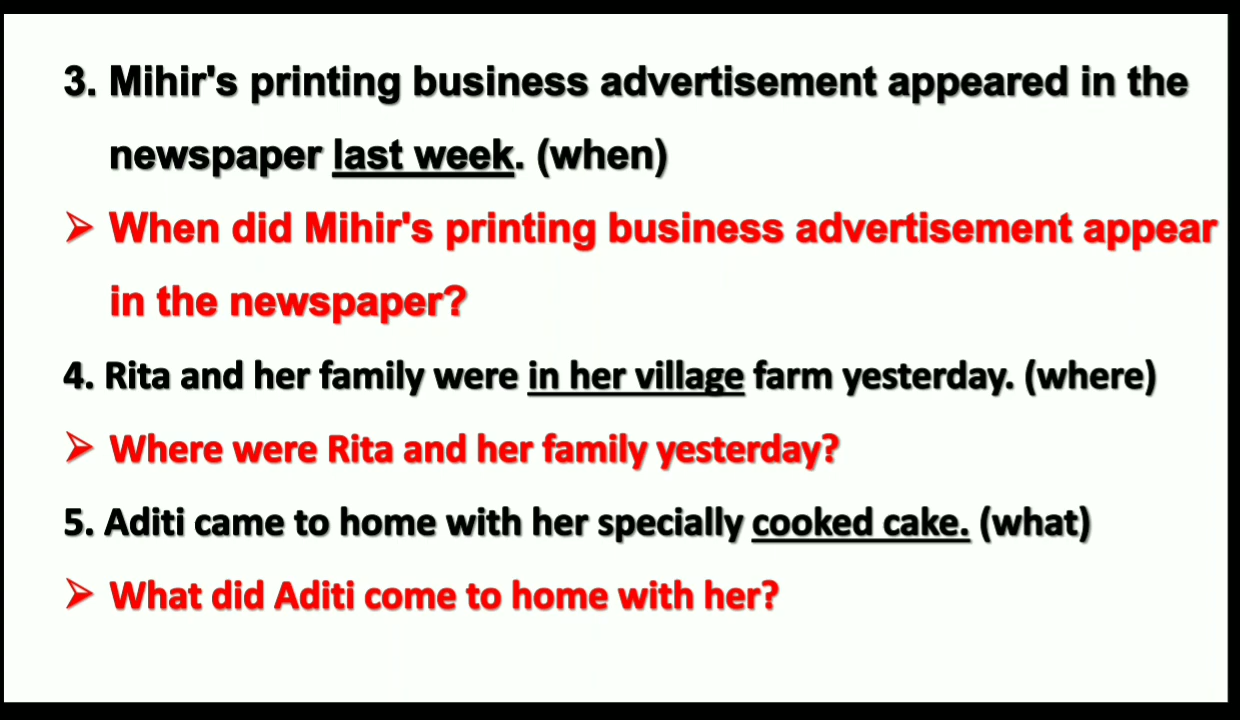 3. Mihir's printing business advertisement appeared in the
newspaper last week. (when)
➢ When did Mihir's printing business advertisement appear
in the newspaper?
4. Rita and her family were in her village farm yesterday. (where)
➢ Where were Rita and her family yesterday?
5. Aditi came to home with her specially cooked cake. (what)
➢ What did Aditi come to home with her?